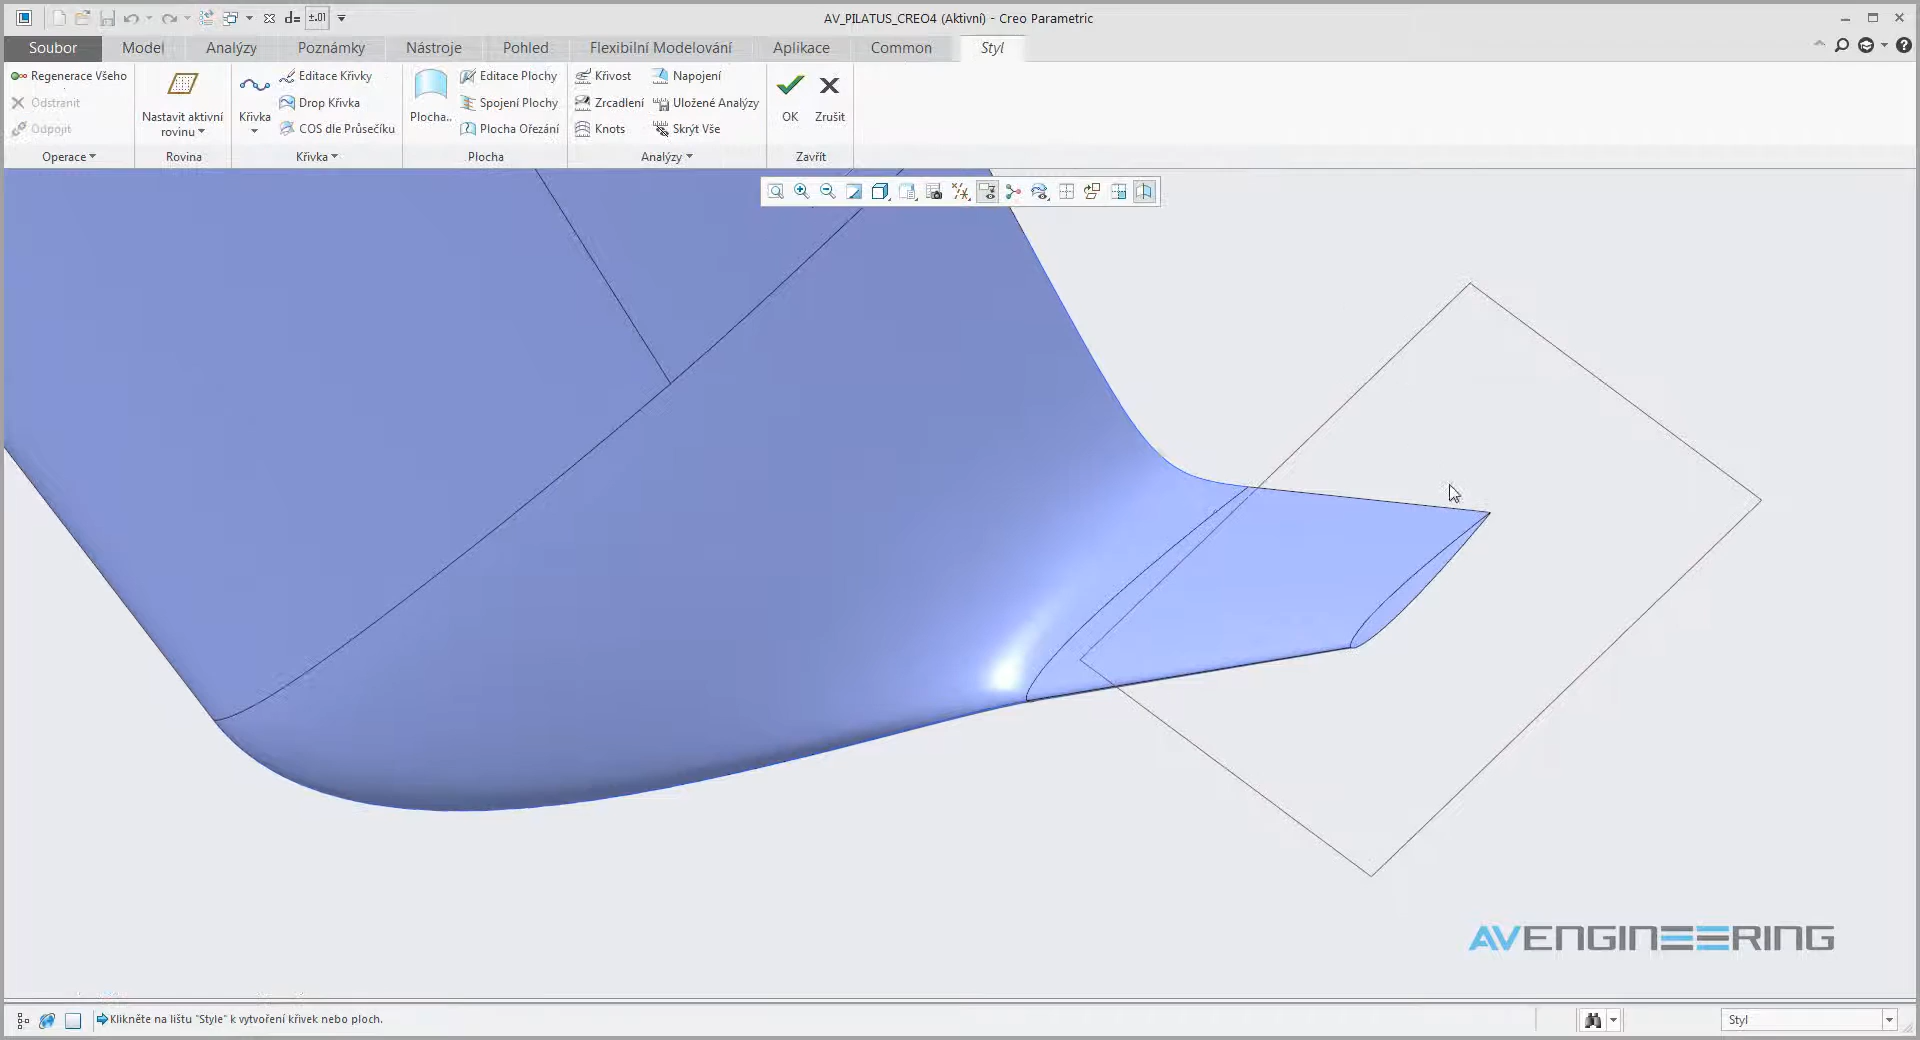 AV_PILATUS_CREO4 (Aktivní) - Creo Parametric
Soubor Model Analýzy Poznámky Nástroje Pohled Flexibilní Modelování Aplikace Common Styl
Regenerace Všeho
Odstranit
Odpojit
Operace
Nastavit aktivní
rovinu
Rovina
Křivka
Editace Křivky
Drop Křivka
COS dle Průsečíku
Křivka
Plocha..
Editace Plochy
Spojení Plochy
Plocha Ořezání
Plocha
Křivost
Zrcadlení
Knots
Napojení
Uložené Analýzy
Skrýt Vše
Analýzy
OK
Zrušit
Zavřít
AVENGINEERING
Klikněte na lištu "Style" k vytvoření křivek nebo ploch.
Styl